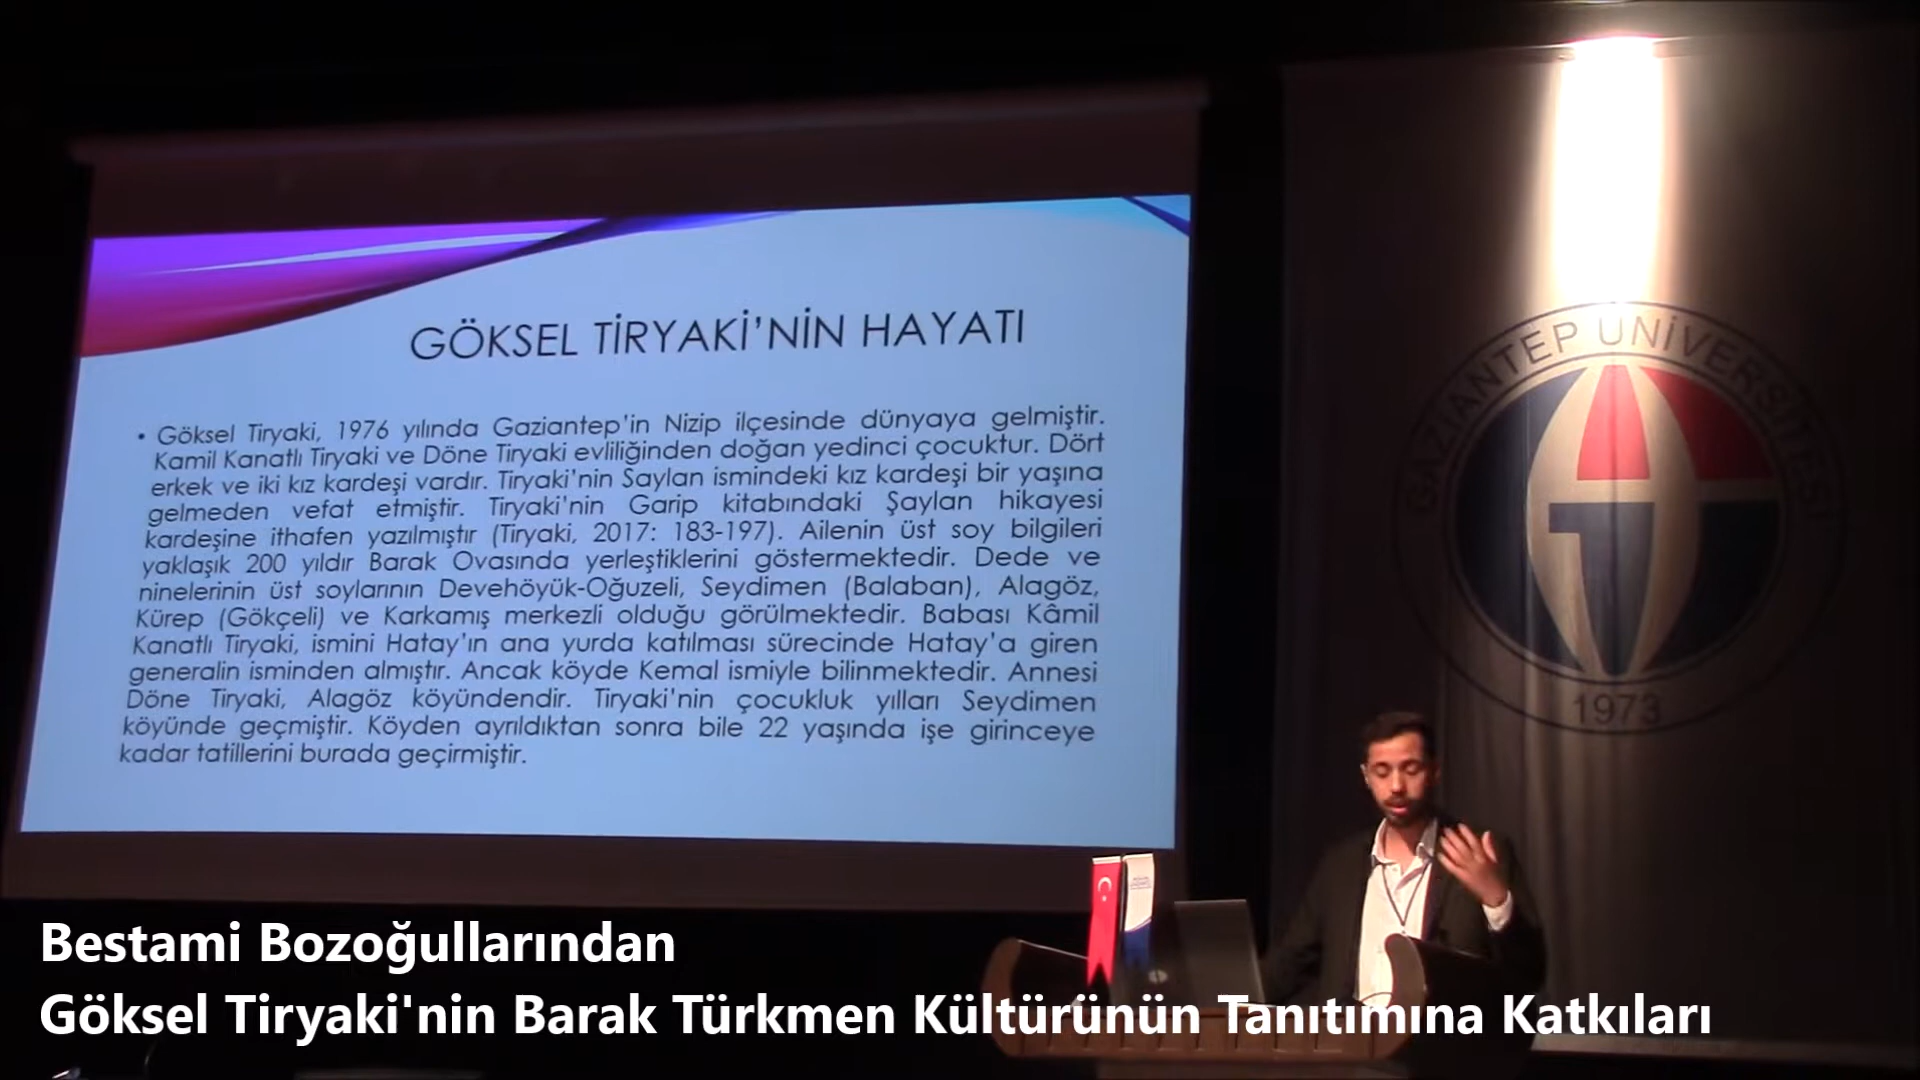 GÖKSEL TİRYAKİ'NİN HAYATI
• Göksel Tiryaki, 1976 yılında Gaziantep'in Nizip ilçesinde dünyaya gelmiştir.
Kamil Kanatlı Tiryaki ve Döne Tiryaki evliliğinden doğan yedinci çocuktur. Dört
erkek ve iki kız kardeşi vardır. Tiryaki'nin Saylan ismindeki kız kardeşi bir yaşına
gelmeden vefat etmiştir. Tiryaki'nin Garip kitabındaki Şaylan hikayesi
kardeşine ithafen yazılmıştır (Tiryaki, 2017: 183-197). Ailenin üst soy bilgileri
yaklaşık 200 yıldır Barak Ovasında yerleştiklerini göstermektedir. Dede ve
ninelerinin üst soylarının Devehöyük-Oğuzeli, Seydimen (Balaban), Alagöz,
Kürep (Gökçeli) ve Karkamış merkezli olduğu görülmektedir. Babası Kâmil
Kanatlı Tiryaki, ismini Hatay'ın ana yurda katılması sürecinde Hatay'a giren
generalin isminden almıştır. Ancak köyde Kemal ismiyle bilinmektedir. Annesi
Döne Tiryaki, Alagöz köyündendir. Tiryaki'nin çocukluk yılları Seydimen
köyünde geçmiştir. Köyden ayrıldıktan sonra bile 22 yaşında işe girinceye
kadar tatillerini burada geçirmiştir.
GAZİANTEP ÜNİVERSİTESİ
1973
Bestami Bozoğullarından
Göksel Tiryaki'nin Barak Türkmen Kültürünün Tanıtımına Katkıları